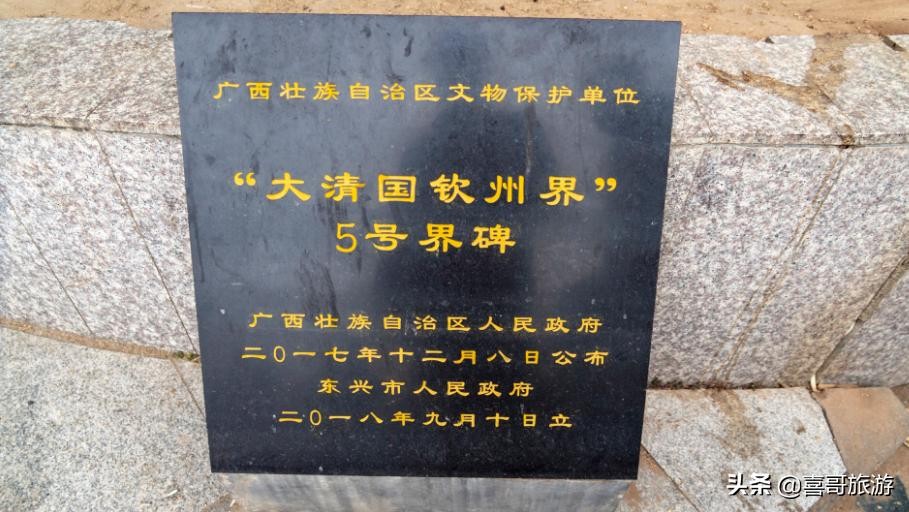 广西壮族自治区文物保护单位
“大清国钦州界”
5号界碑
广西壮族自治区人民政府
二〇一七年十二月八日公布
东兴市人民政府
二〇一八年九月十日立
头条 @喜哥旅游